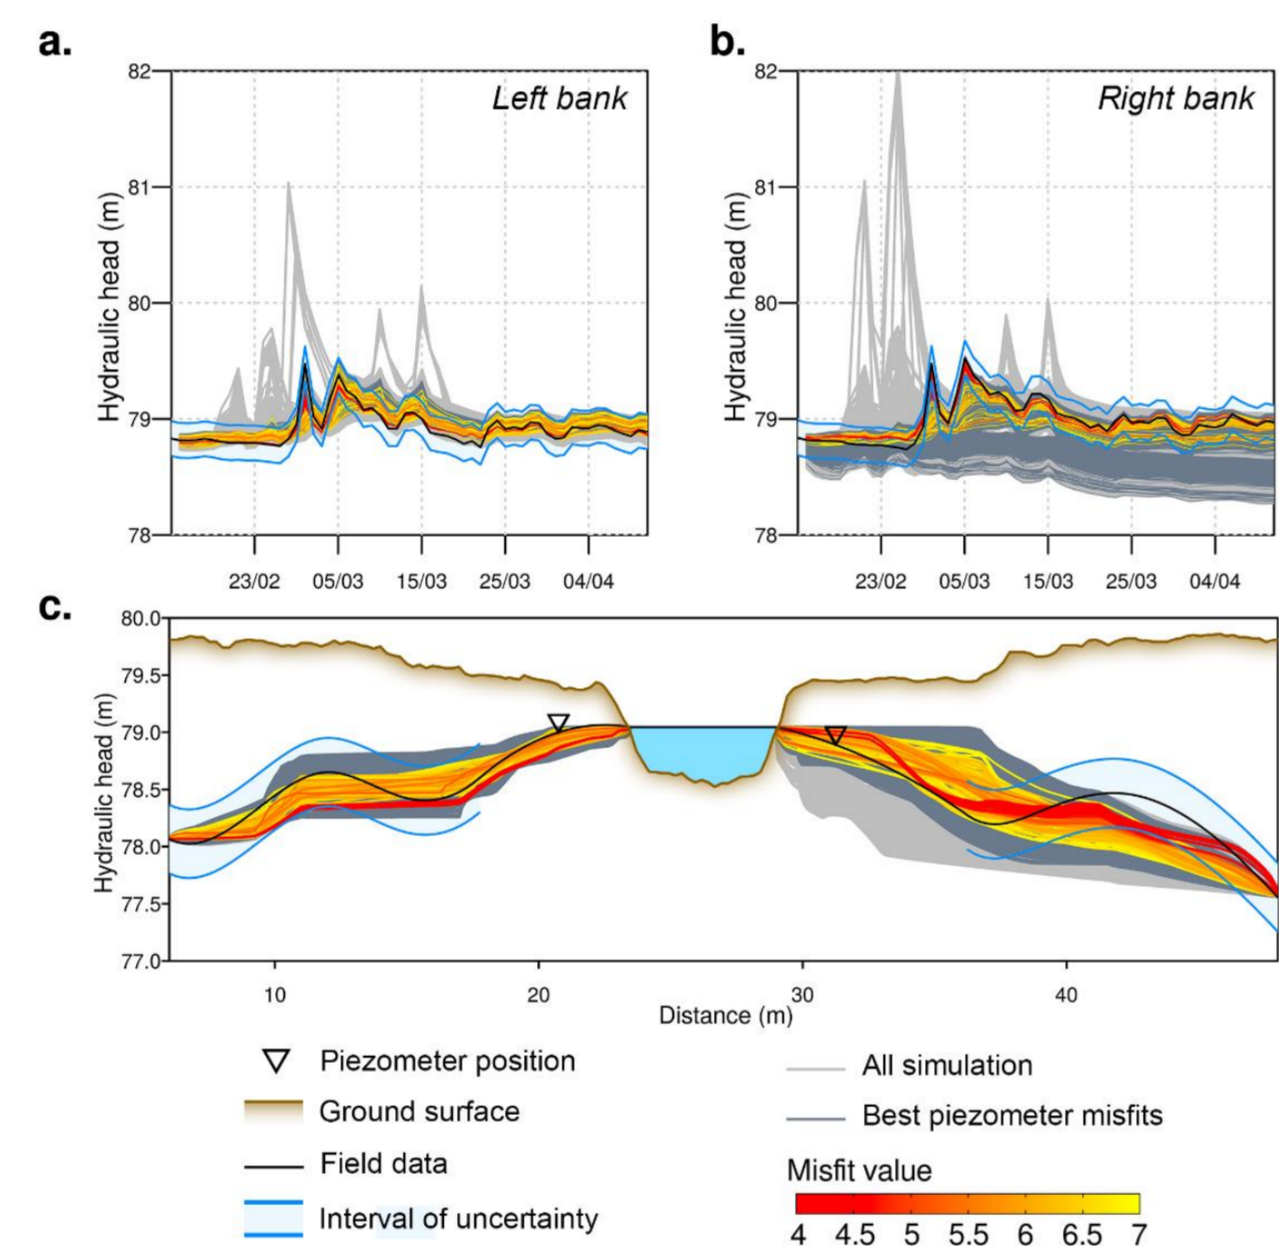 a.
Left bank
Hydraulic head (m)
82
81
80
79
78
23/02 05/03 15/03 25/03 04/04
b.
Right bank
Hydraulic head (m)
82
81
80
79
78
23/02 05/03 15/03 25/03 04/04
c.
Hydraulic head (m)
80.0
79.5
79.0
78.5
78.0
77.5
77.0
10 20 30 40
Distance (m)
Piezometer position
Ground surface
Field data
Interval of uncertainty
All simulation
Best piezometer misfits
Misfit value
4 4.5 5 5.5 6 6.5 7